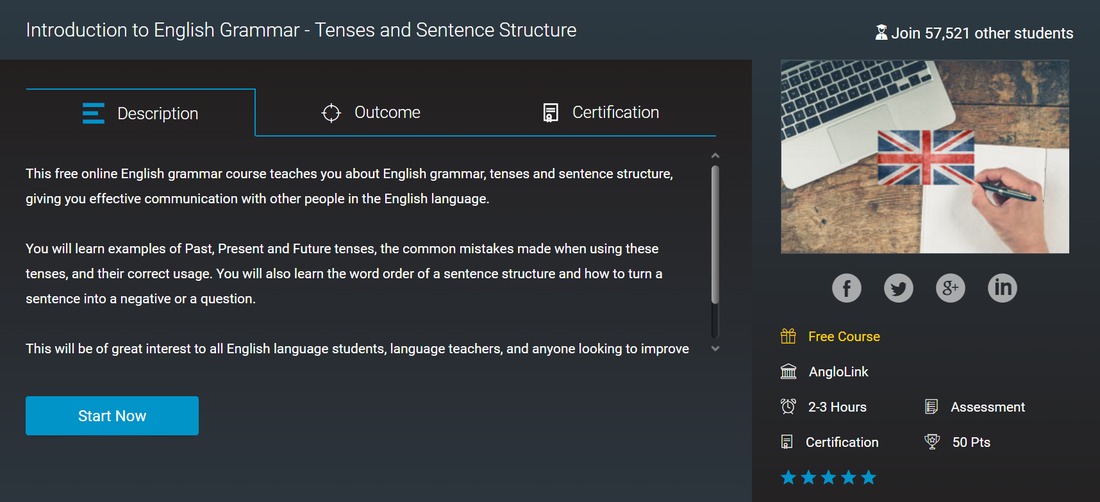 Introduction to English Grammar - Tenses and Sentence Structure
Join 57,521 other students
Description
Outcome
Certification
This free online English grammar course teaches you about English grammar, tenses and sentence structure,
giving you effective communication with other people in the English language.
You will learn examples of Past, Present and Future tenses, the common mistakes made when using these
tenses, and their correct usage. You will also learn the word order of a sentence structure and how to turn a
sentence into a negative or a question.
This will be of great interest to all English language students, language teachers, and anyone looking to improve
Start Now
f
g+
in
Free Course
AngloLink
2-3 Hours
Assessment
Certification
50 Pts